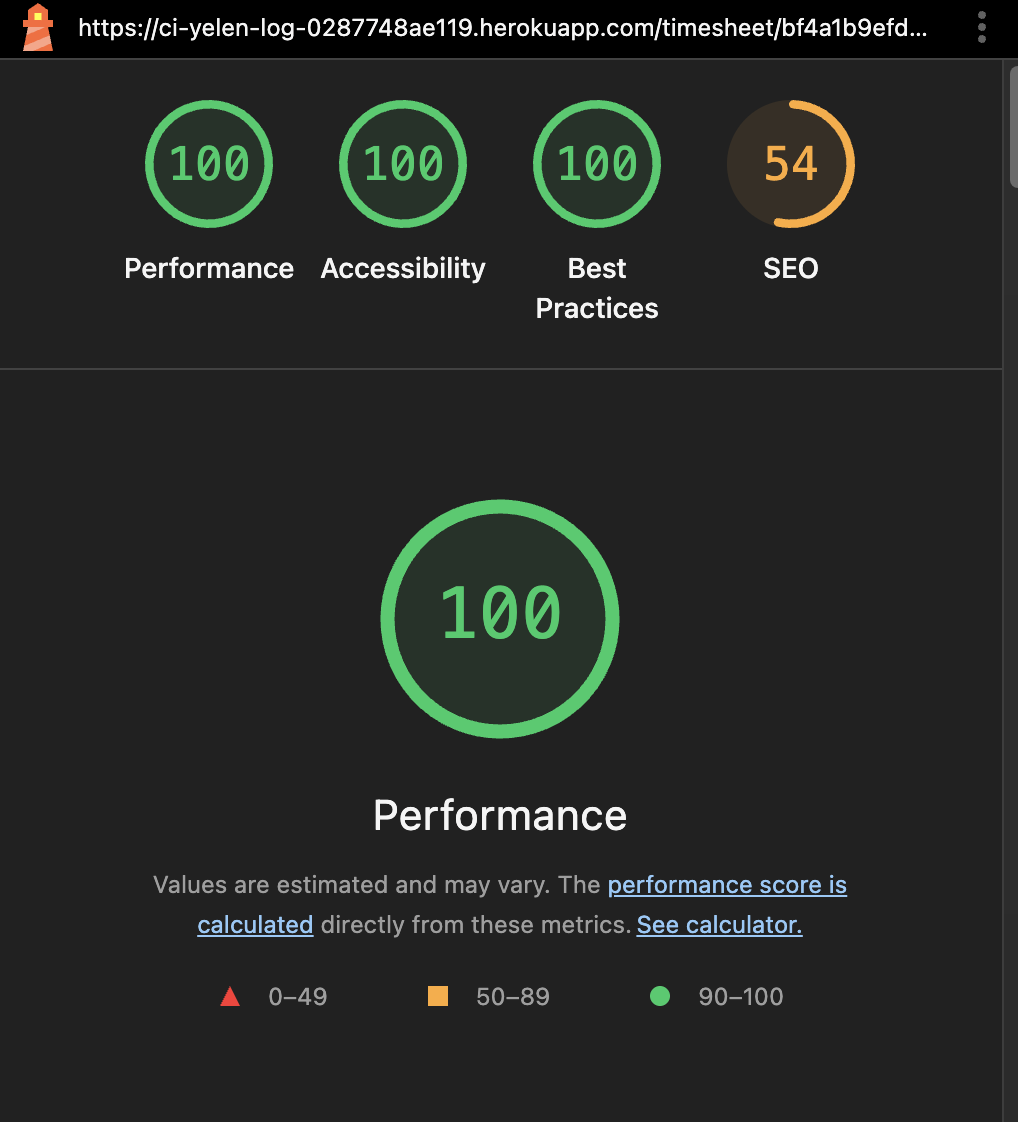 https://ci-yelen-log-0287748ae119.herokuapp.com/timesheet/bf4a1b9efd...
100
100
100
54
Performance
Accessibility
Best
Practices
SEO
100
Performance
Values are estimated and may vary. The performance score is
calculated directly from these metrics. See calculator.
0–49
50–89
90–100